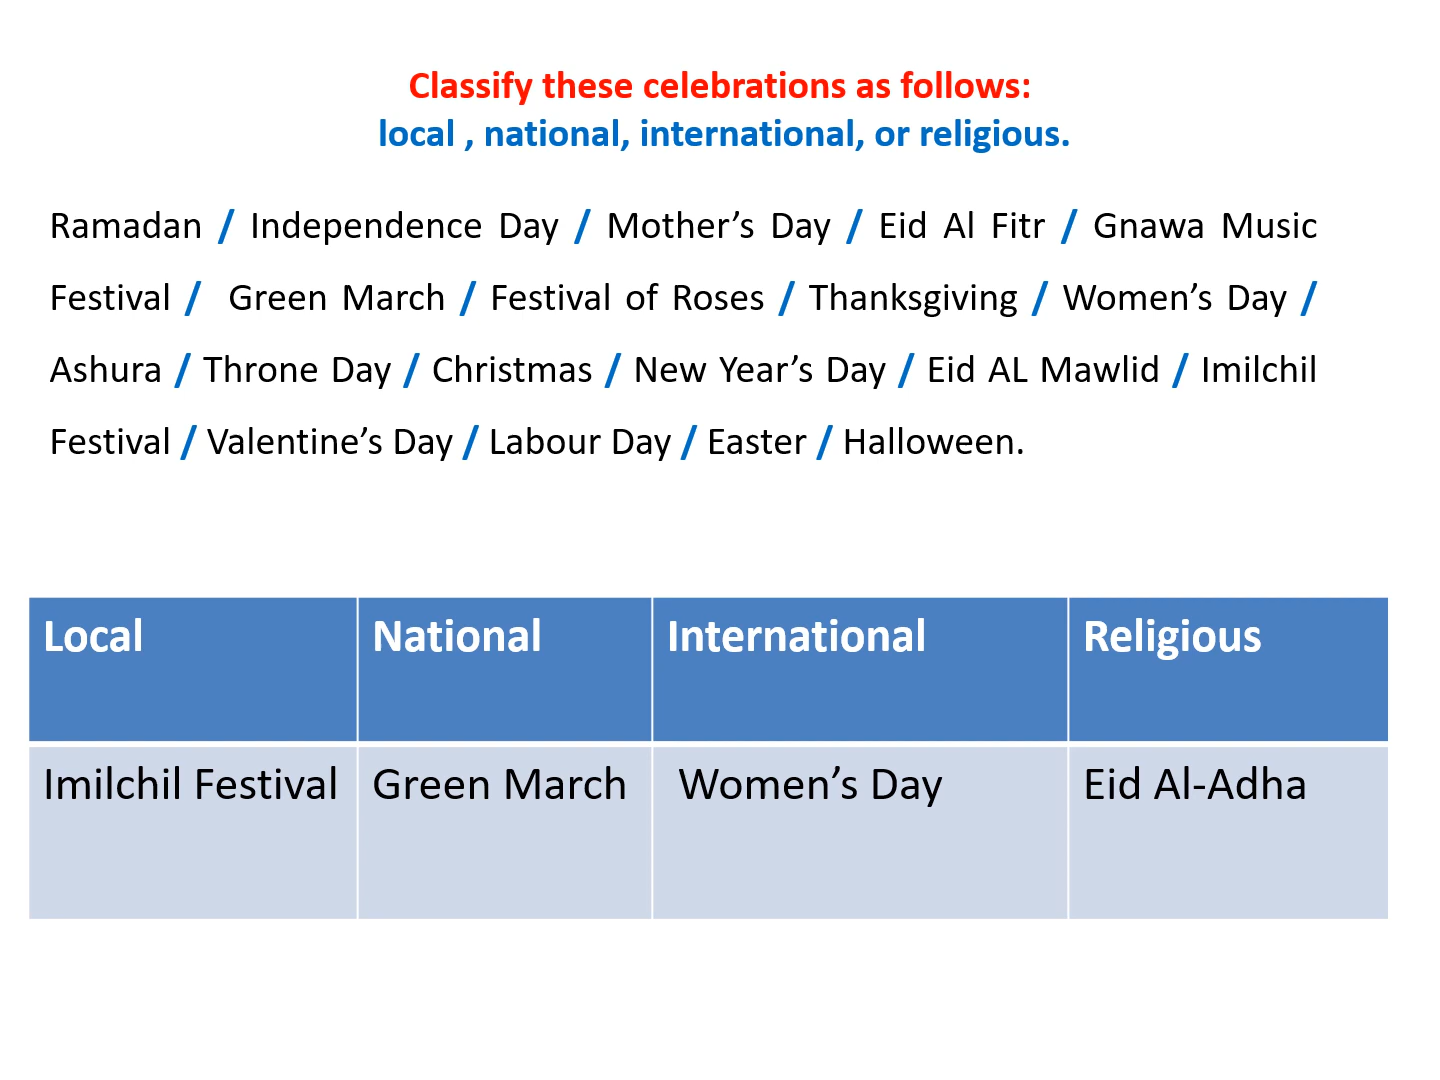 Classify these celebrations as follows:
local , national, international, or religious.
Ramadan / Independence Day / Mother’s Day / Eid Al Fitr / Gnawa Music
Festival / Green March / Festival of Roses / Thanksgiving / Women’s Day /
Ashura / Throne Day / Christmas / New Year’s Day / Eid AL Mawlid / Imilchil
Festival / Valentine’s Day / Labour Day / Easter / Halloween.
Local National International Religious
Imilchil Festival Green March Women’s Day Eid Al-Adha